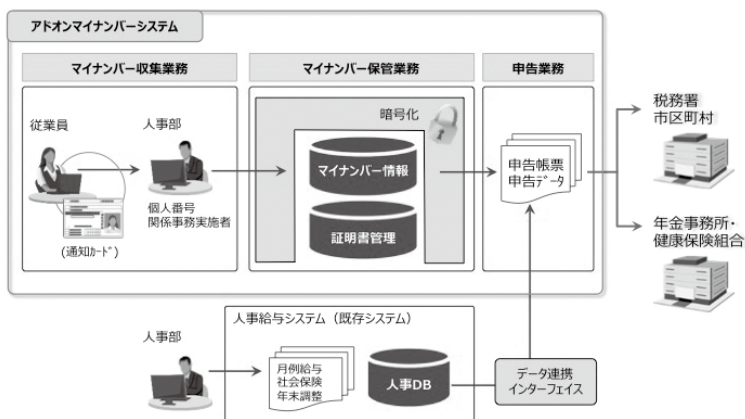 アドオンマイナンバーシステム
マイナンバー収集業務
マイナンバー保管業務
申告業務
従業員
人事部
個人番号
関係事務実施者
(通知カード)
暗号化
マイナンバー情報
証明書管理
申告帳票
申告データ
税務署
市区町村
年金事務所・
健康保険組合
人事部
人事給与システム（既存システム）
月例給与
社会保険
年末調整
人事DB
データ連携
インターフェイス